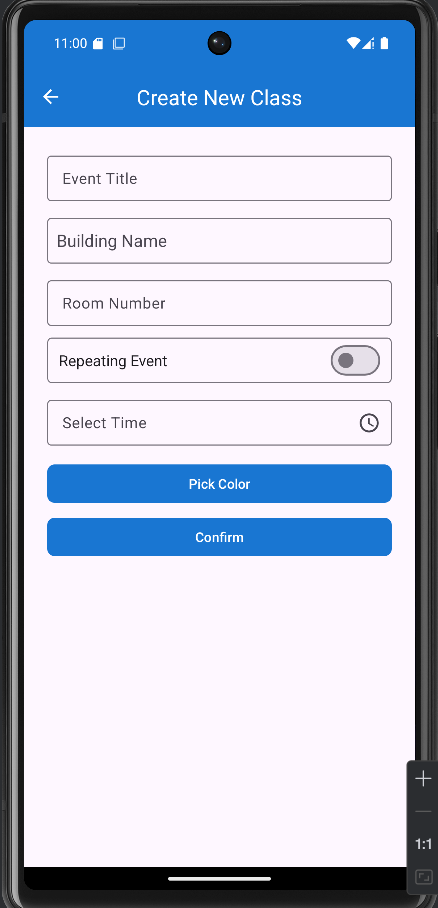 11:00
Create New Class
Event Title
Building Name
Room Number
Repeating Event
Select Time
Pick Color
Confirm
1:1